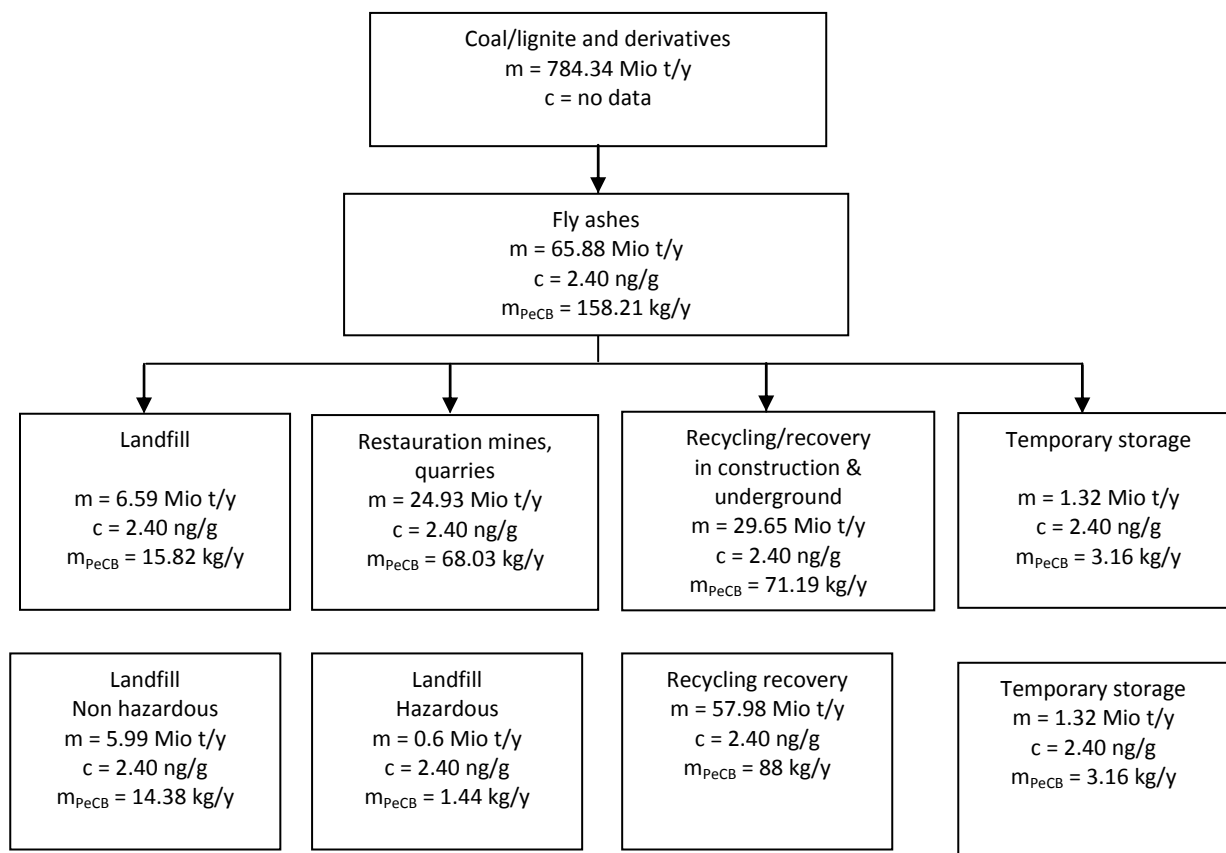 Coal/lignite and derivatives
m = 784.34 Mio t/y
c = no data
Fly ashes
m = 65.88 Mio t/y
c = 2.40 ng/g
mPeCB = 158.21 kg/y
Landfill
m = 6.59 Mio t/y
c = 2.40 ng/g
mPeCB = 15.82 kg/y
Restauration mines,
quarries
m = 24.93 Mio t/y
c = 2.40 ng/g
mPeCB = 68.03 kg/y
Recycling/recovery
in construction &
underground
m = 29.65 Mio t/y
c = 2.40 ng/g
mPeCB = 71.19 kg/y
Temporary storage
m = 1.32 Mio t/y
c = 2.40 ng/g
mPeCB = 3.16 kg/y
Landfill
Non hazardous
m = 5.99 Mio t/y
c = 2.40 ng/g
mPeCB = 14.38 kg/y
Landfill
Hazardous
m = 0.6 Mio t/y
c = 2.40 ng/g
mPeCB = 1.44 kg/y
Recycling recovery
m = 57.98 Mio t/y
c = 2.40 ng/g
mPeCB = 88 kg/y
Temporary storage
m = 1.32 Mio t/y
c = 2.40 ng/g
mPeCB = 3.16 kg/y